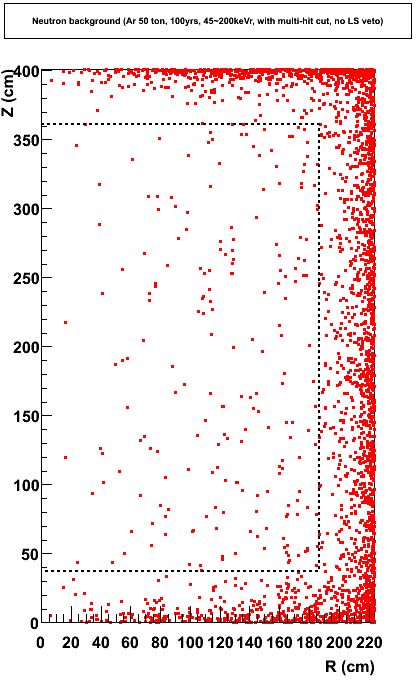 Neutron background (Ar 50 ton, 100yrs, 45~200keVr, with multi-hit cut, no LS veto)
Z (cm)
400
350
300
250
200
150
100
50
0
0 20 40 60 80 100 120 140 160 180 200 220
R (cm)